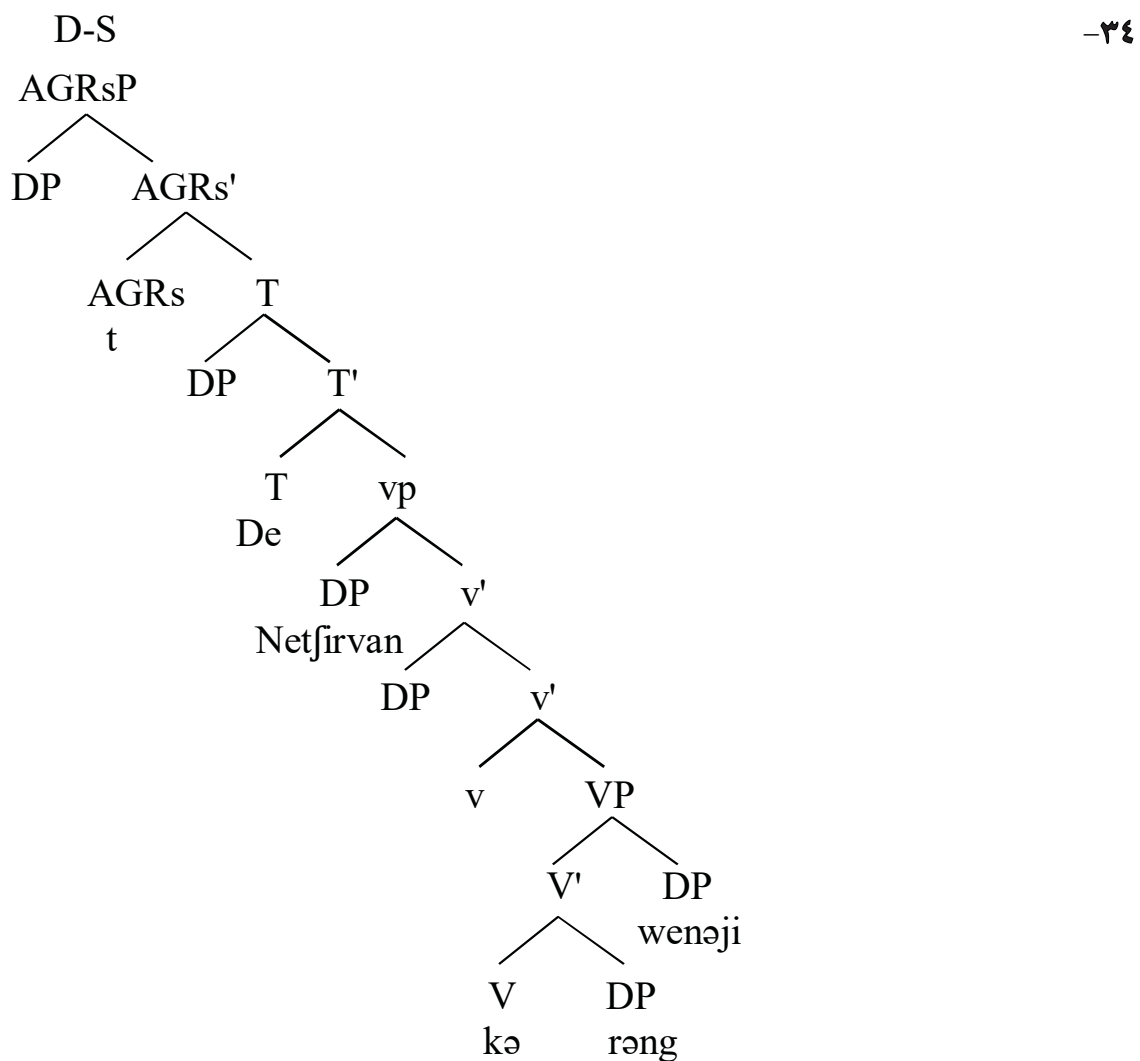 D-S –٣٤
AGRsP
DP AGRs'
AGRs T
t
DP T'
T vp
De
DP v'
Netʃirvan
DP v'
v VP
V' DP
wenəji
V DP
kə rəng